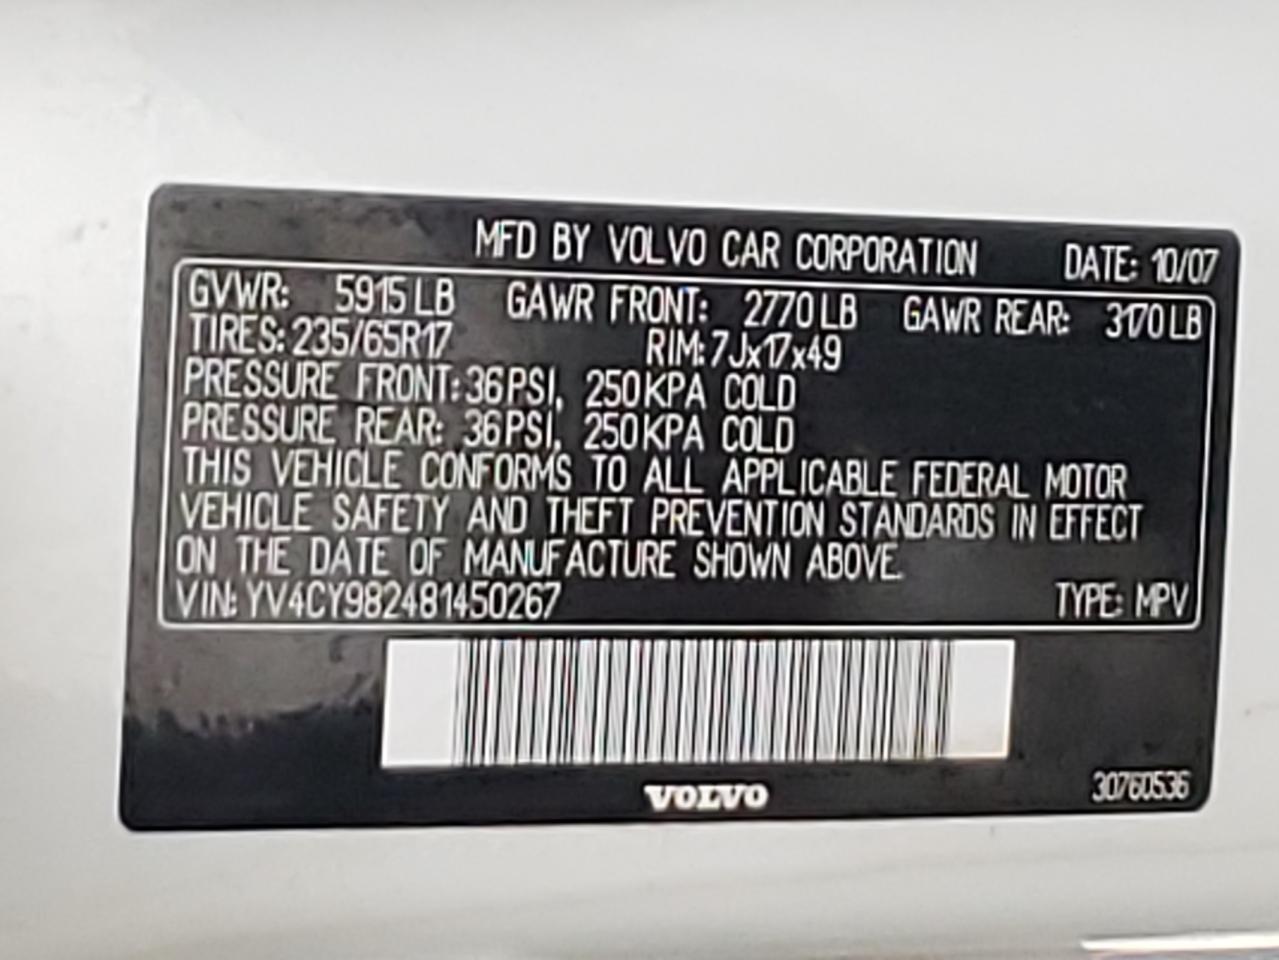 MFD BY VOLVO CAR CORPORATION DATE: 10/07
GVWR: 5915 LB GAWR FRONT: 2770 LB GAWR REAR: 3170 LB
TIRES: 235/65R17 RIM: 7Jx17x49
PRESSURE FRONT: 36 PSI, 250 KPA COLD
PRESSURE REAR: 36 PSI, 250 KPA COLD
THIS VEHICLE CONFORMS TO ALL APPLICABLE FEDERAL MOTOR
VEHICLE SAFETY AND THEFT PREVENTION STANDARDS IN EFFECT
ON THE DATE OF MANUFACTURE SHOWN ABOVE.
VIN: YV4CY982481450267 TYPE: MPV
VOLVO 30760536